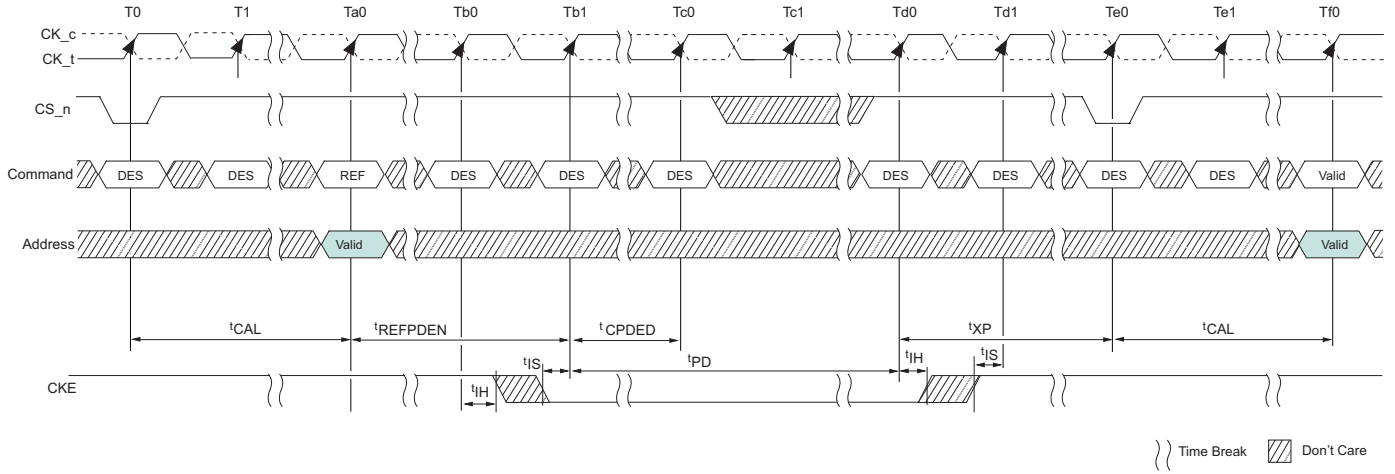 T0 T1 Ta0 Tb0 Tb1 Tc0 Tc1 Td0 Td1 Te0 Te1 Tf0
CK_c
CK_t
CS_n
Command DES DES REF DES DES DES DES DES DES DES Valid
Address Valid Valid
tCAL tREFPDEN t CPDED tXP tCAL
tIS tPD tIH tIS
CKE tIH
Time Break Don't Care